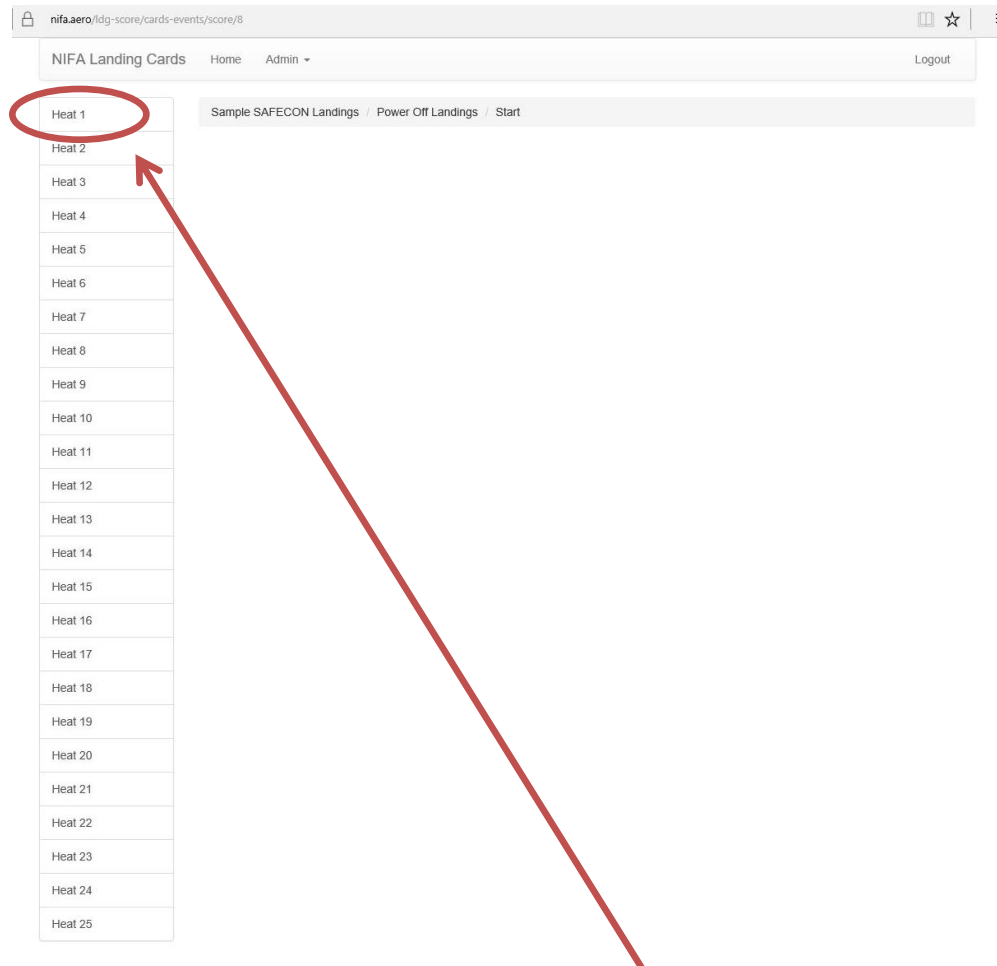 nifa.aero/ldg-score/cards-events/score/8
NIFA Landing Cards Home Admin Logout
Heat 1
Sample SAFECON Landings / Power Off Landings / Start
Heat 2
Heat 3
Heat 4
Heat 5
Heat 6
Heat 7
Heat 8
Heat 9
Heat 10
Heat 11
Heat 12
Heat 13
Heat 14
Heat 15
Heat 16
Heat 17
Heat 18
Heat 19
Heat 20
Heat 21
Heat 22
Heat 23
Heat 24
Heat 25